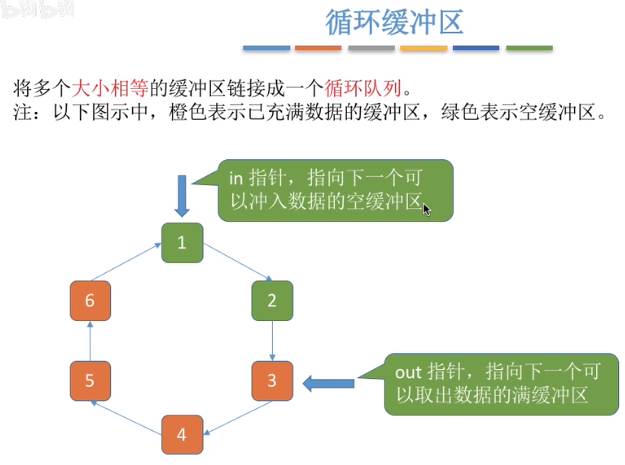 bilibili
循环缓冲区
将多个大小相等的缓冲区链接成一个循环队列。
注：以下图示中，橙色表示已充满数据的缓冲区，绿色表示空缓冲区。
in 指针，指向下一个可
以冲入数据的空缓冲区
1
6
2
5
3
out 指针，指向下一个可
以取出数据的满缓冲区
4